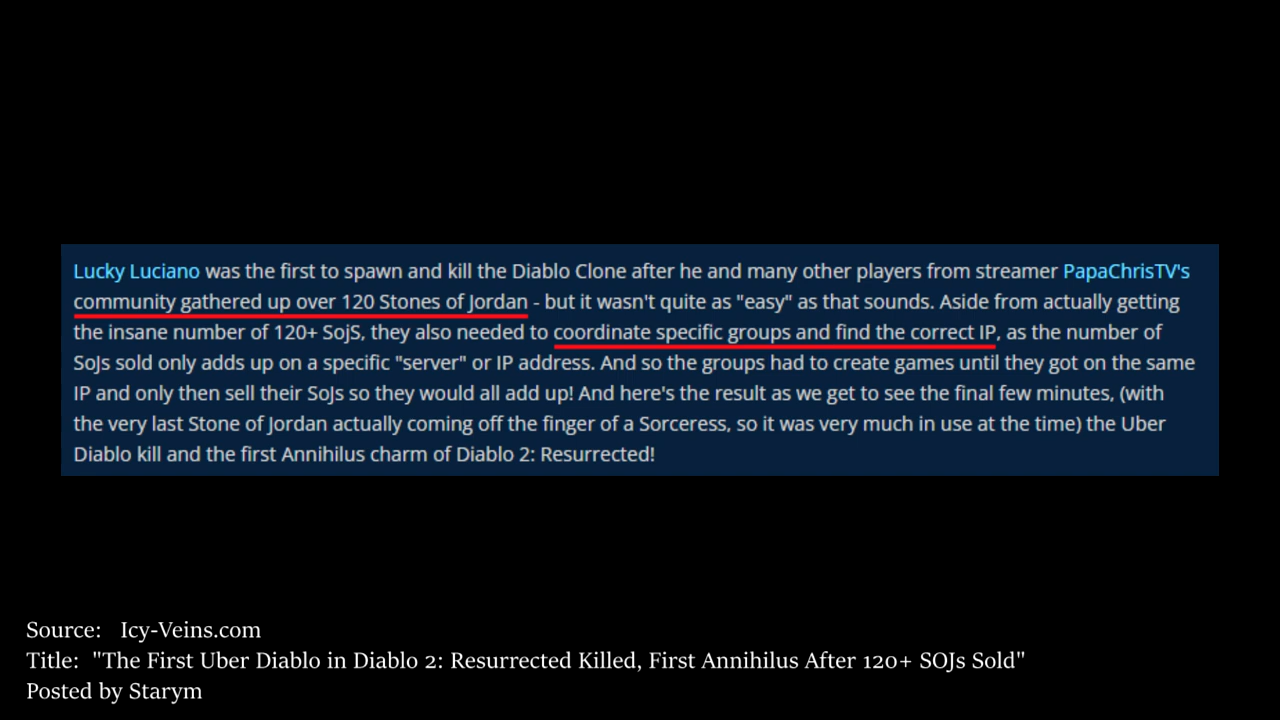 Lucky Luciano was the first to spawn and kill the Diablo Clone after he and many other players from streamer PapaChrisTV's
community gathered up over 120 Stones of Jordan - but it wasn't quite as "easy" as that sounds. Aside from actually getting
the insane number of 120+ SojS, they also needed to coordinate specific groups and find the correct IP, as the number of
SoJs sold only adds up on a specific "server" or IP address. And so the groups had to create games until they got on the same
IP and only then sell their SoJs so they would all add up! And here's the result as we get to see the final few minutes, (with
the very last Stone of Jordan actually coming off the finger of a Sorceress, so it was very much in use at the time) the Uber
Diablo kill and the first Annihilus charm of Diablo 2: Resurrected!
Source: Icy-Veins.com
Title: "The First Uber Diablo in Diablo 2: Resurrected Killed, First Annihilus After 120+ SOJs Sold"
Posted by Starym